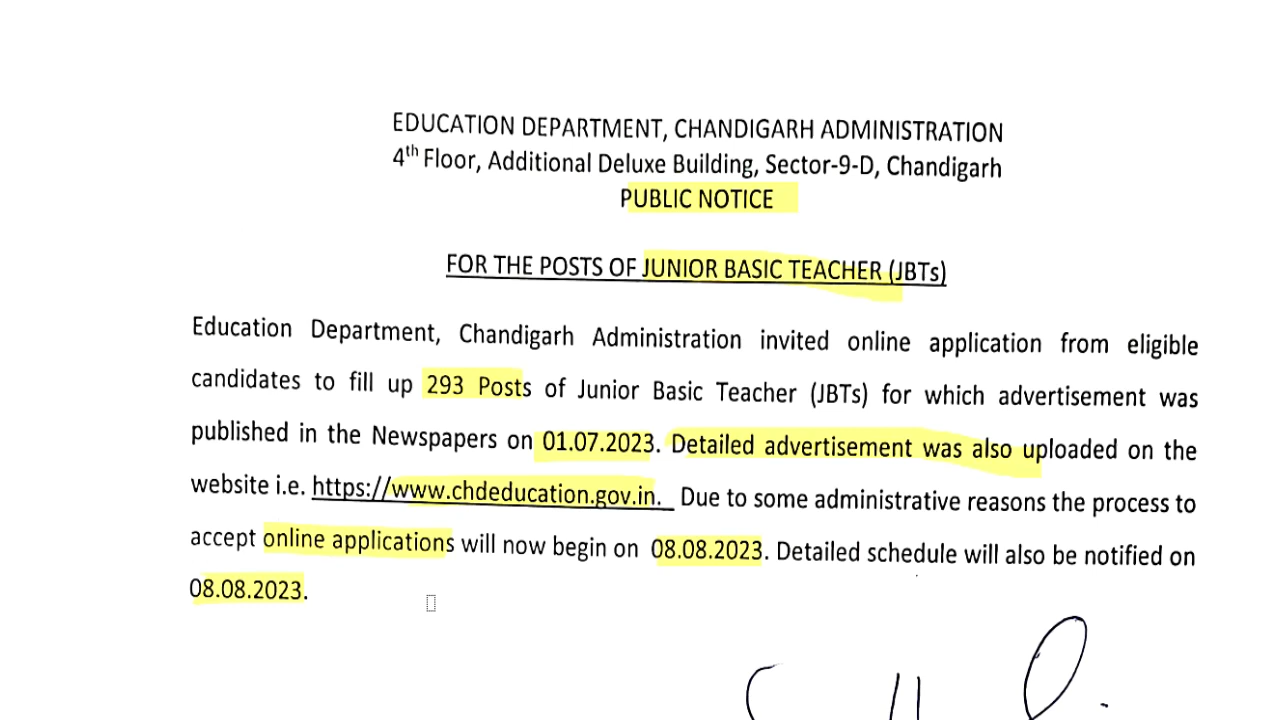 EDUCATION DEPARTMENT, CHANDIGARH ADMINISTRATION
4th Floor, Additional Deluxe Building, Sector-9-D, Chandigarh
PUBLIC NOTICE
FOR THE POSTS OF JUNIOR BASIC TEACHER (JBTs)
Education Department, Chandigarh Administration invited online application from eligible
candidates to fill up 293 Posts of Junior Basic Teacher (JBTs) for which advertisement was
published in the Newspapers on 01.07.2023. Detailed advertisement was also uploaded on the
website i.e. https://www.chdeducation.gov.in. Due to some administrative reasons the process to
accept online applications will now begin on 08.08.2023. Detailed schedule will also be notified on
08.08.2023.